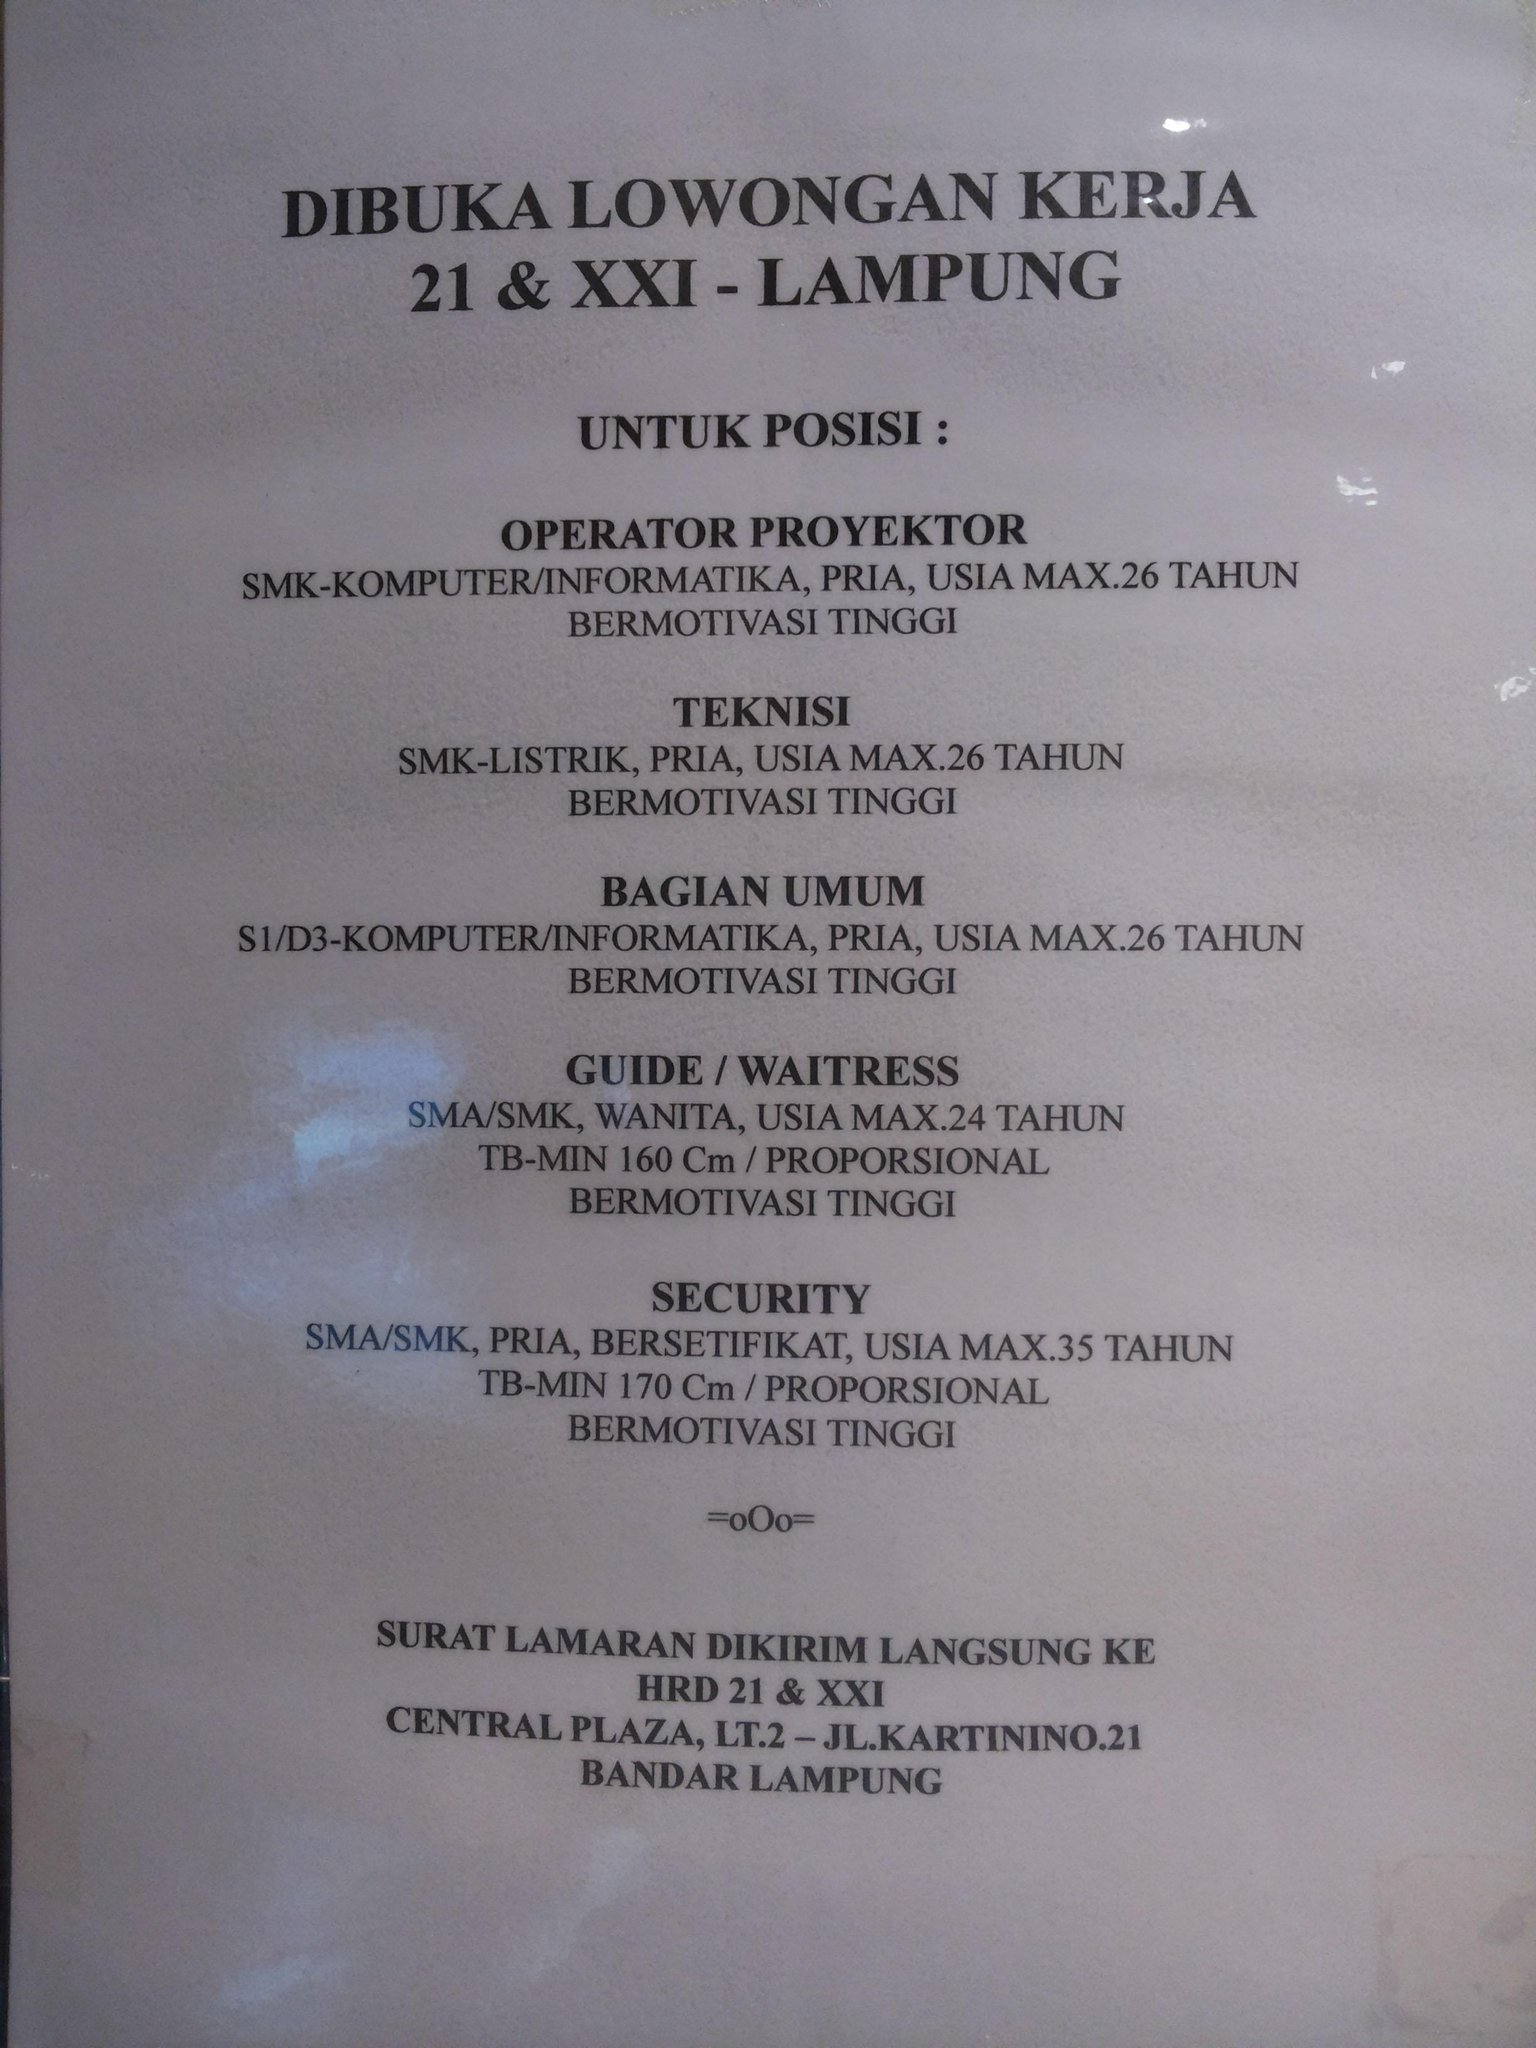 DIBUKA LOWONGAN KERJA
21 & XXI - LAMPUNG
UNTUK POSISI :
OPERATOR PROYEKTOR
SMK-KOMPUTER/INFORMATIKA, PRIA, USIA MAX.26 TAHUN
BERMOTIVASI TINGGI
TEKNISI
SMK-LISTRIK, PRIA, USIA MAX.26 TAHUN
BERMOTIVASI TINGGI
BAGIAN UMUM
S1/D3-KOMPUTER/INFORMATIKA, PRIA, USIA MAX.26 TAHUN
BERMOTIVASI TINGGI
GUIDE / WAITRESS
SMA/SMK, WANITA, USIA MAX.24 TAHUN
TB-MIN 160 Cm / PROPORSIONAL
BERMOTIVASI TINGGI
SECURITY
SMA/SMK, PRIA, BERSETIFIKAT, USIA MAX.35 TAHUN
TB-MIN 170 Cm / PROPORSIONAL
BERMOTIVASI TINGGI
=oOo=
SURAT LAMARAN DIKIRIM LANGSUNG KE
HRD 21 & XXI
CENTRAL PLAZA, LT.2 – JL.KARTININO.21
BANDAR LAMPUNG